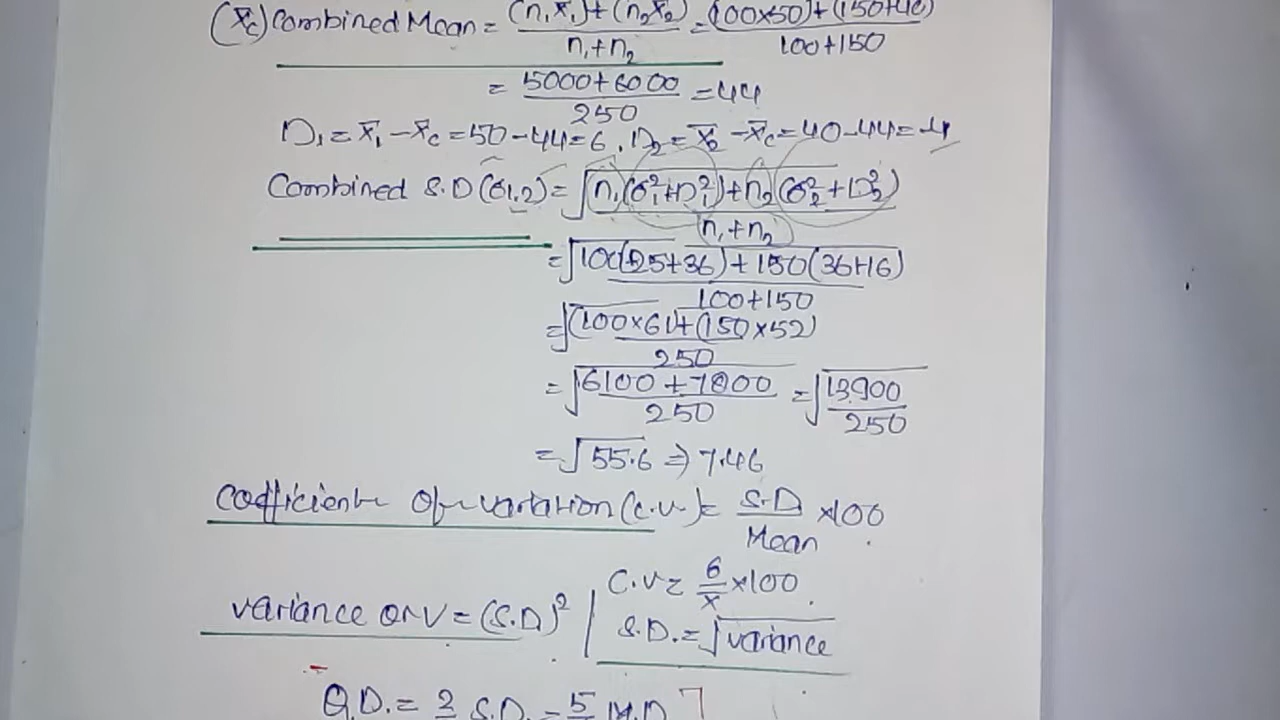 (x̄c) Combined Mean = (n₁x̄₁)+(n₂x̄₂) / n₁+n₂ = (100×50)+(150+40) / 100+150
= 5000+6000 / 250 = 44
D₁ = x̄₁ - x̄c = 50-44=6, D₂ = x̄₂ - x̄c = 40-44=-4
Combined S.D (σ1,2) = √ n₁(σ₁²+D₁²)+n₂(σ₂²+D₂²) / n₁+n₂
= √ 100(25+36)+150(36+16) / 100+150
= √ (100×61)+(150×52) / 250
= √ 6100+7800 / 250 = √ 13900 / 250
= √55.6 ⇒ 7.46
Coefficient Of variation (c.v.) = S.D / Mean ×100
C.V = 6 / x ×100.
variance Or V = (S.D)² | S.D. = √variance
Q.D. = 2 S.D. = 5 M.D